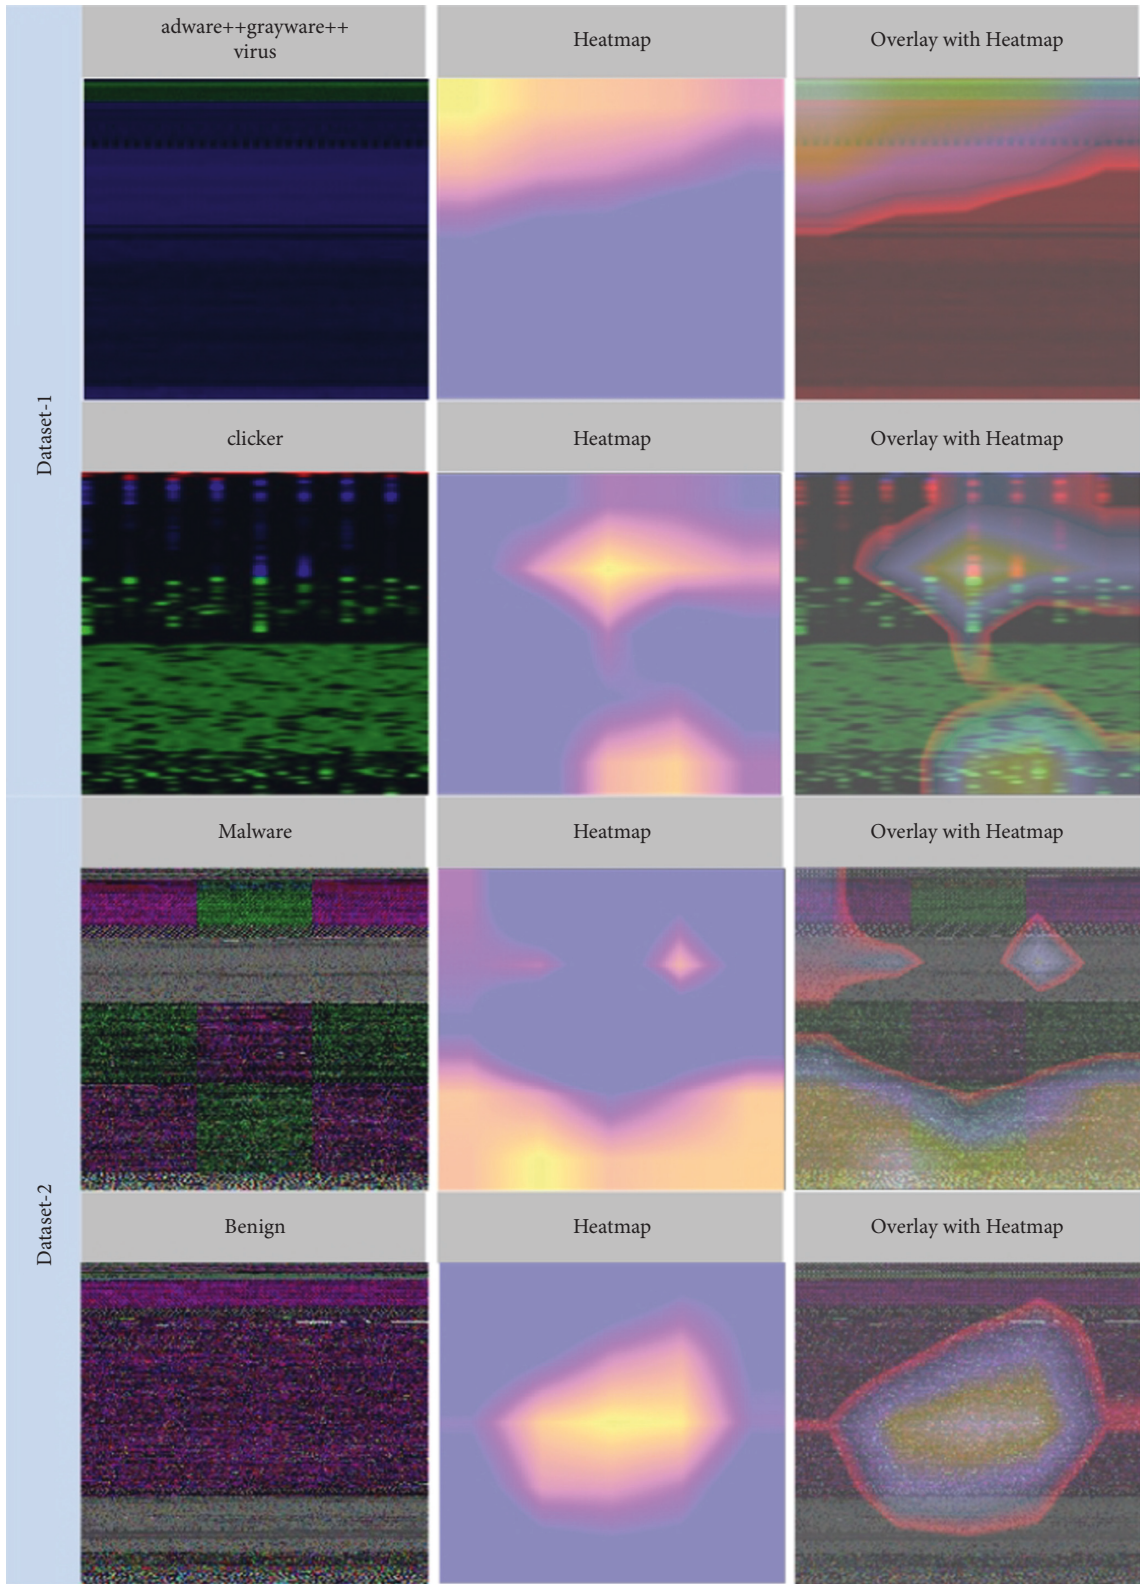 Dataset-1
adware++grayware++
virus
Heatmap
Overlay with Heatmap
clicker
Heatmap
Overlay with Heatmap
Dataset-2
Malware
Heatmap
Overlay with Heatmap
Benign
Heatmap
Overlay with Heatmap